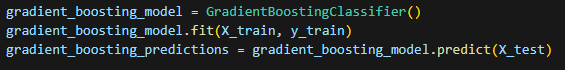 gradient_boosting_model = GradientBoostingClassifier()
gradient_boosting_model.fit(X_train, y_train)
gradient_boosting_predictions = gradient_boosting_model.predict(X_test)